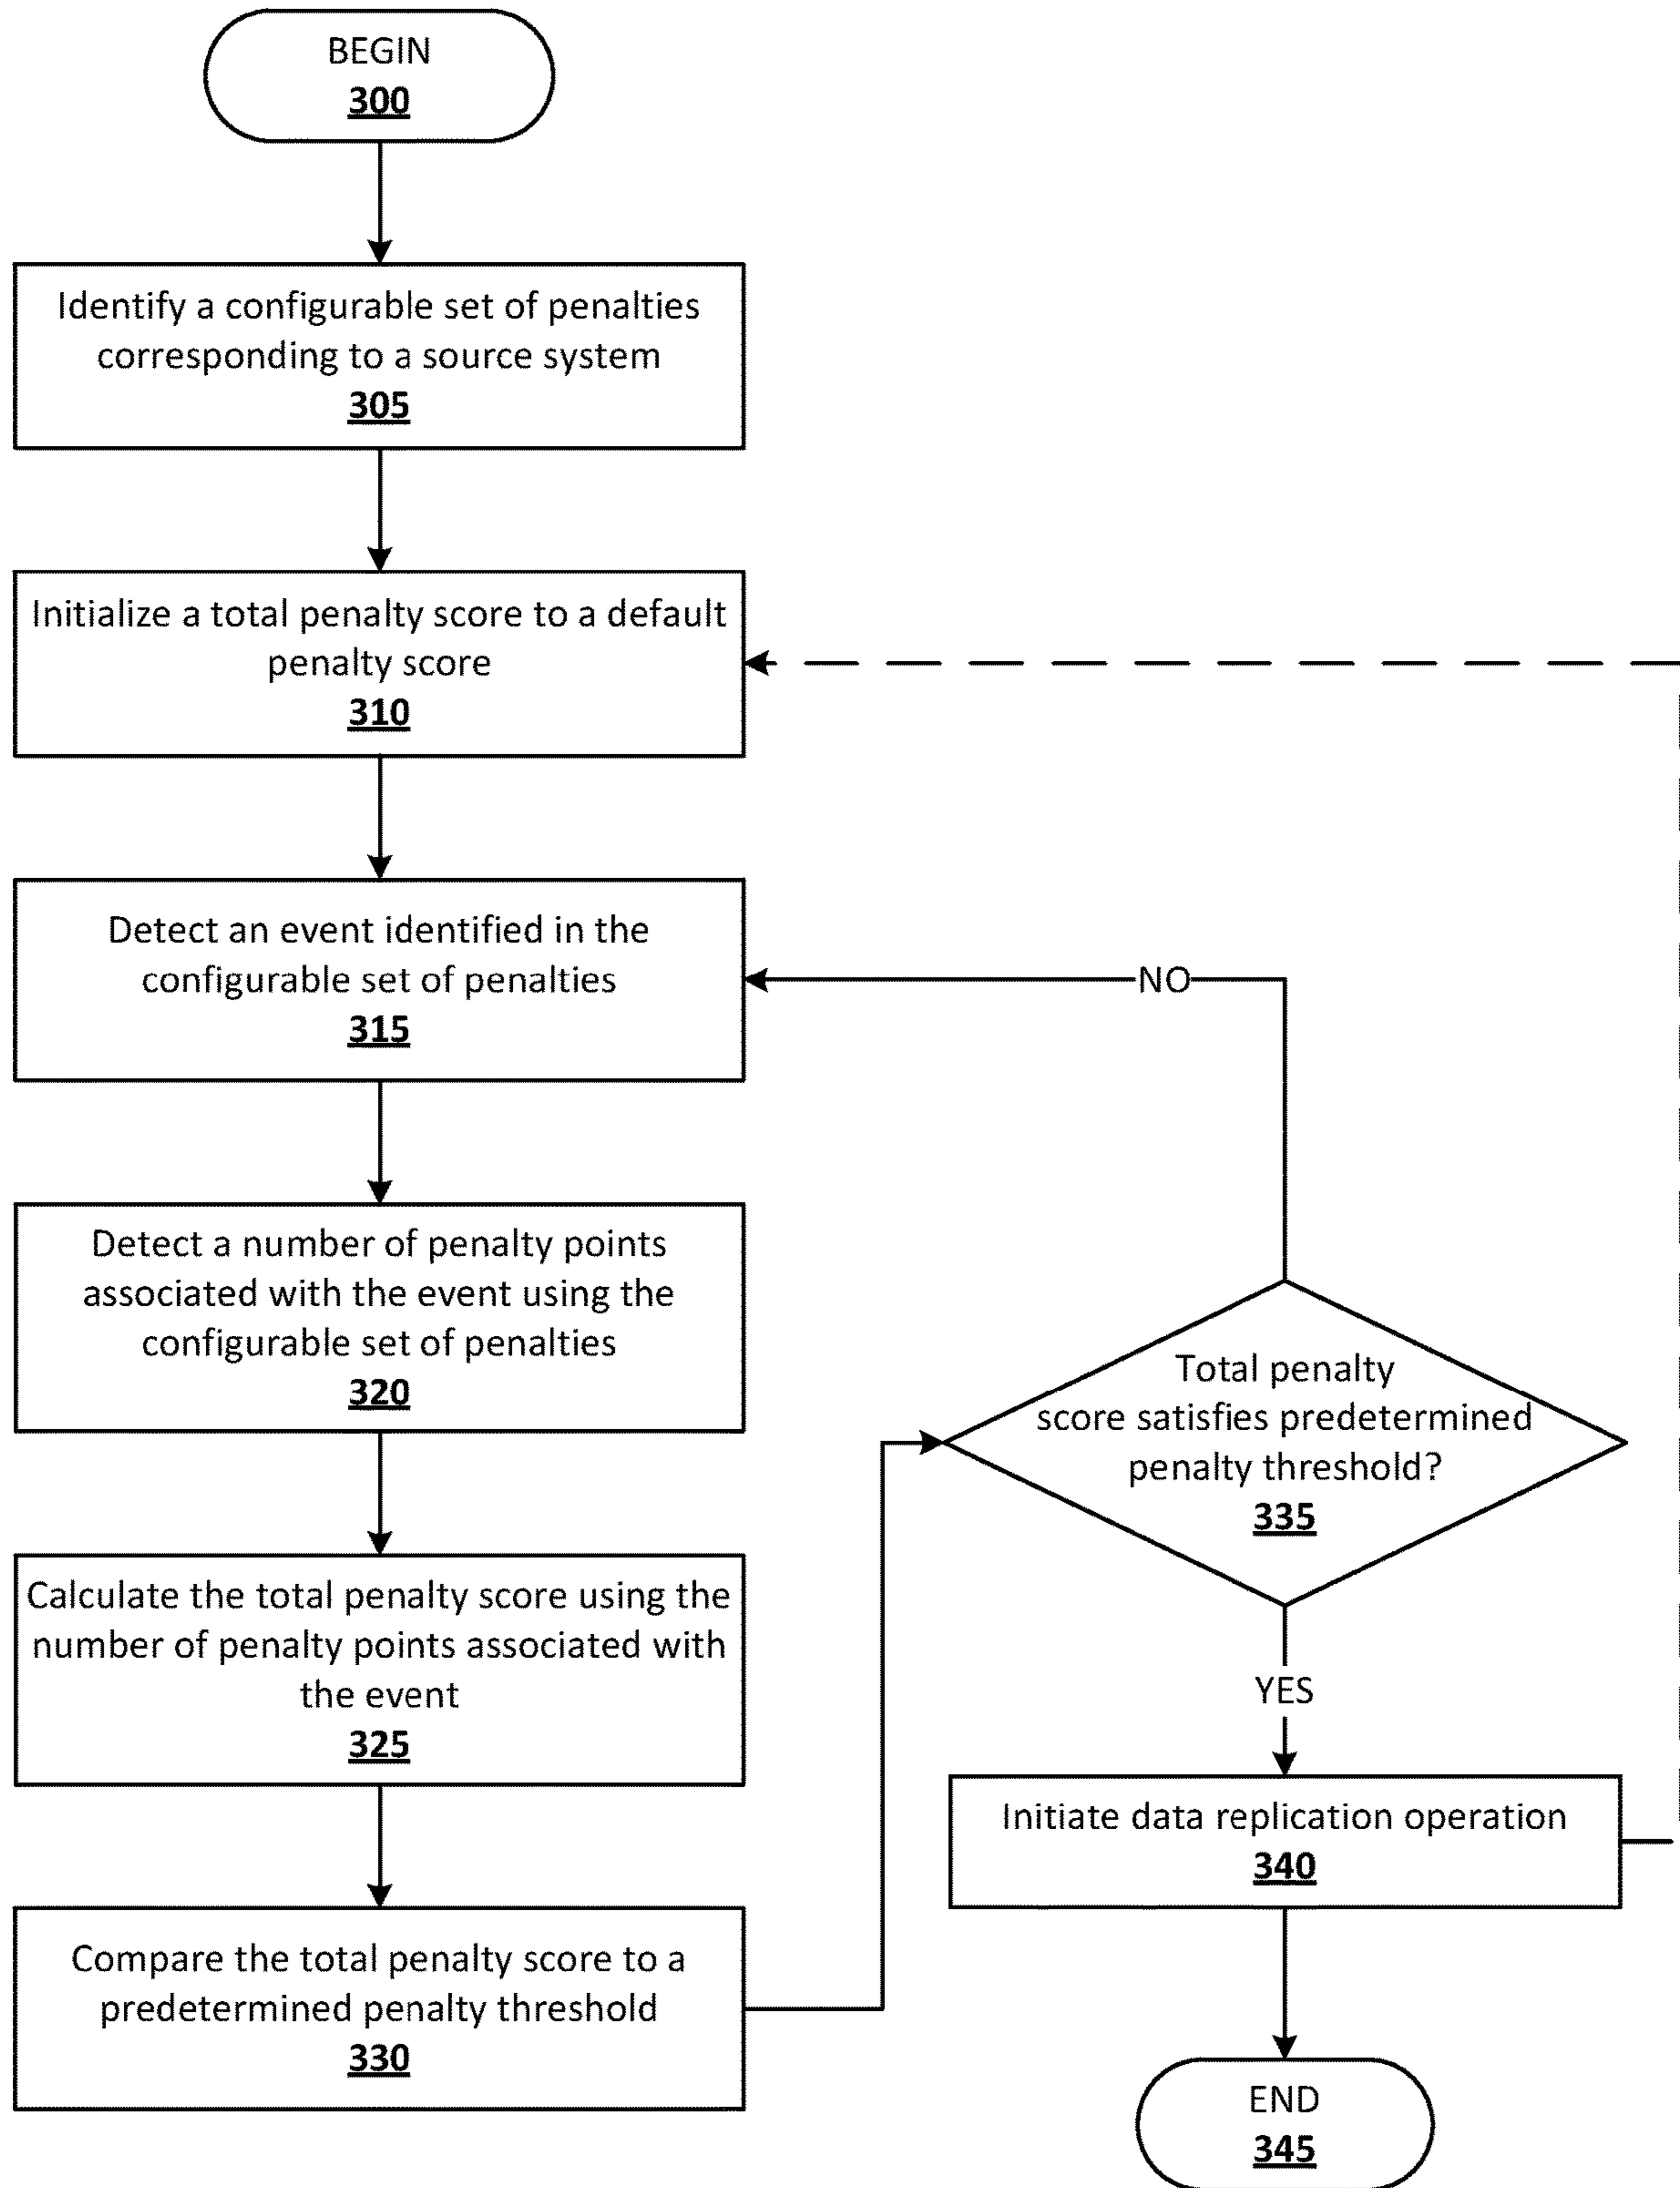 BEGIN
300
Identify a configurable set of penalties
corresponding to a source system
305
Initialize a total penalty score to a default
penalty score
310
Detect an event identified in the
configurable set of penalties
315
NO
Detect a number of penalty points
associated with the event using the
configurable set of penalties
320
Total penalty
score satisfies predetermined
penalty threshold?
335
Calculate the total penalty score using the
number of penalty points associated with
the event
325
YES
Initiate data replication operation
340
Compare the total penalty score to a
predetermined penalty threshold
330
END
345